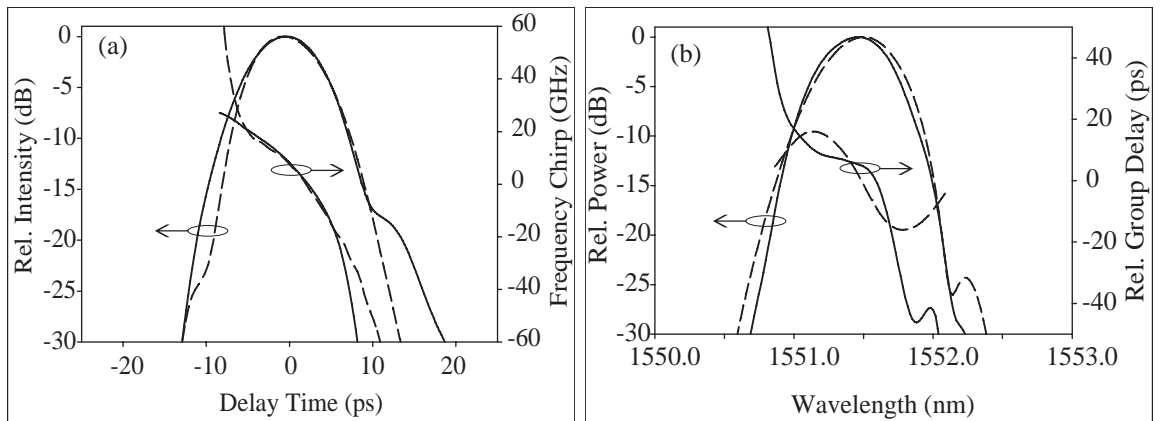 (a)
Rel. Intensity (dB)
0
-5
-10
-15
-20
-25
-30
60
40
20
0
-20
-40
-60
Frequency Chirp (GHz)
-20 -10 0 10 20
Delay Time (ps)
(b)
Rel. Power (dB)
0
-5
-10
-15
-20
-25
-30
40
20
0
-20
-40
Rel. Group Delay (ps)
1550.0 1551.0 1552.0 1553.0
Wavelength (nm)